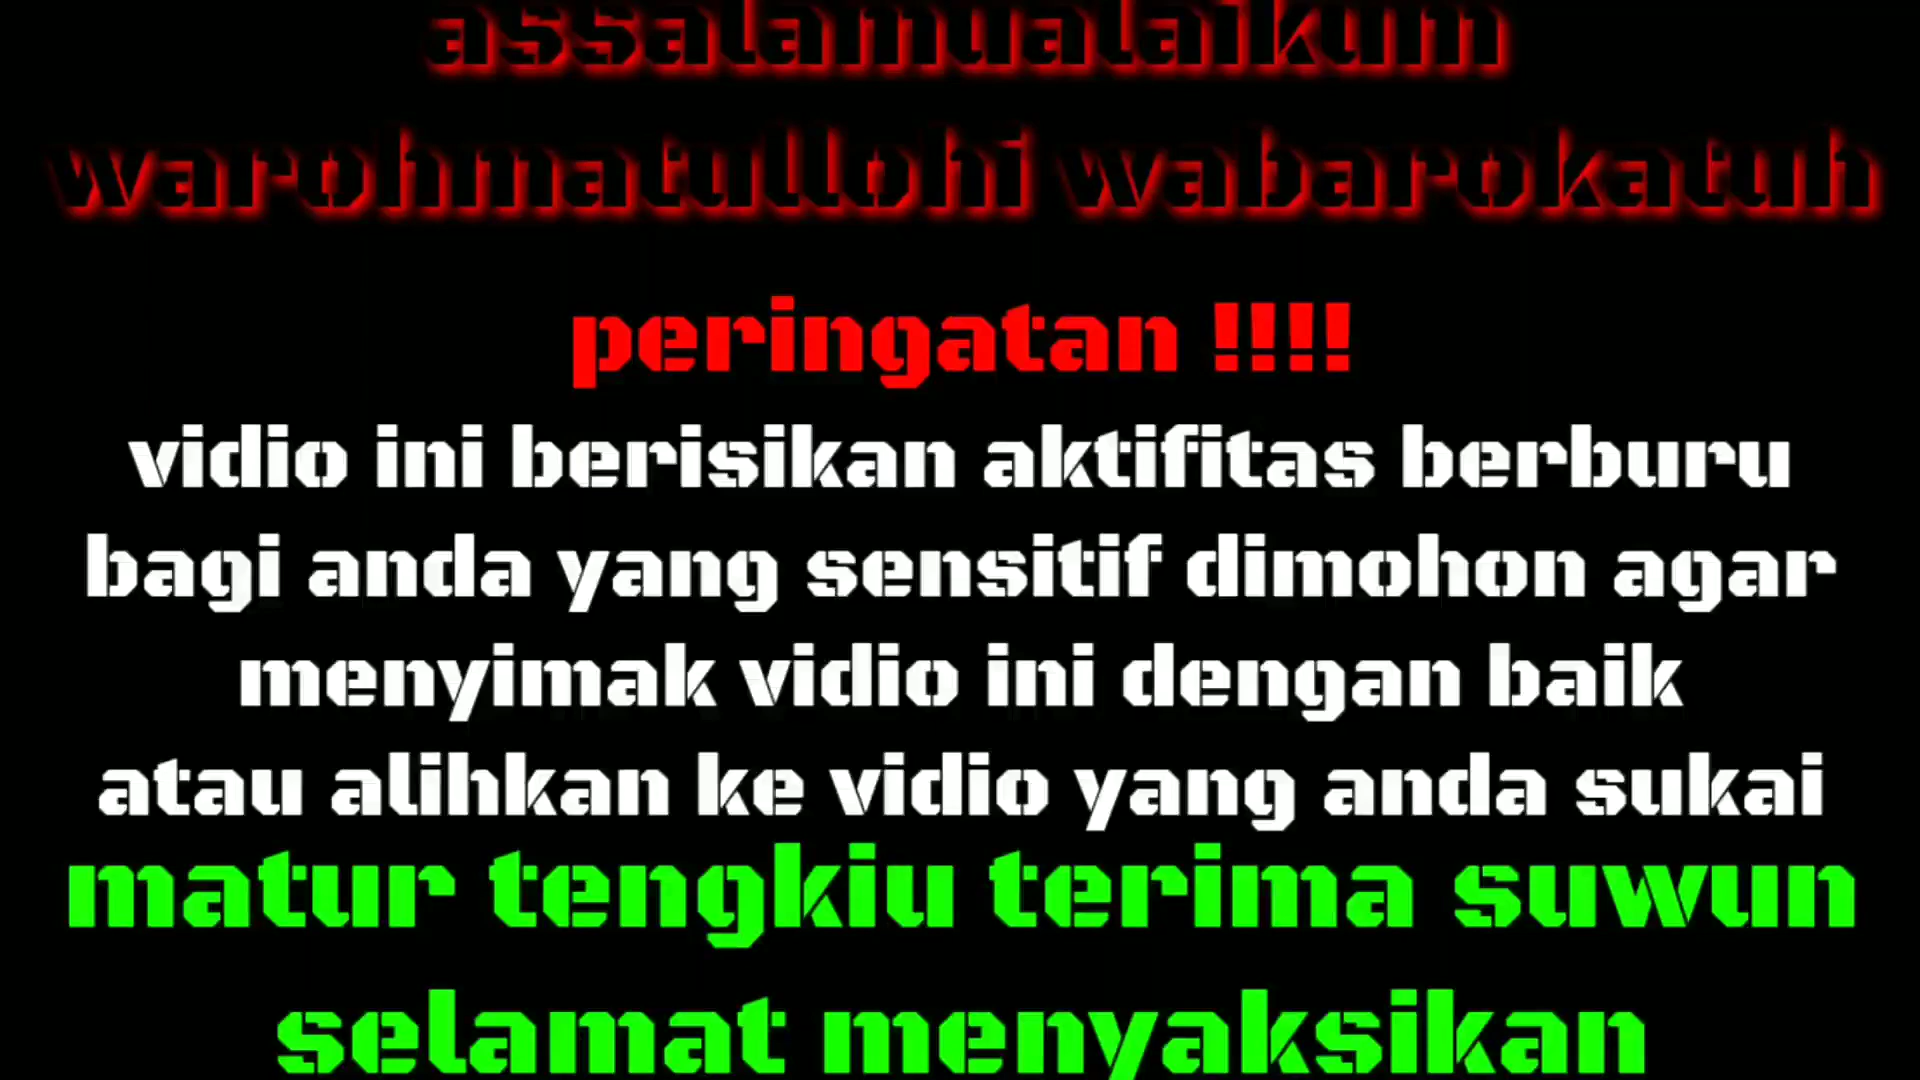 assalamualaikum
warohmatullohi wabarokatuh
peringatan !!!!
vidio ini berisikan aktifitas berburu
bagi anda yang sensitif dimohon agar
menyimak vidio ini dengan baik
atau alihkan ke vidio yang anda sukai
matur tengkiu terima suwun
selamat menyaksikan